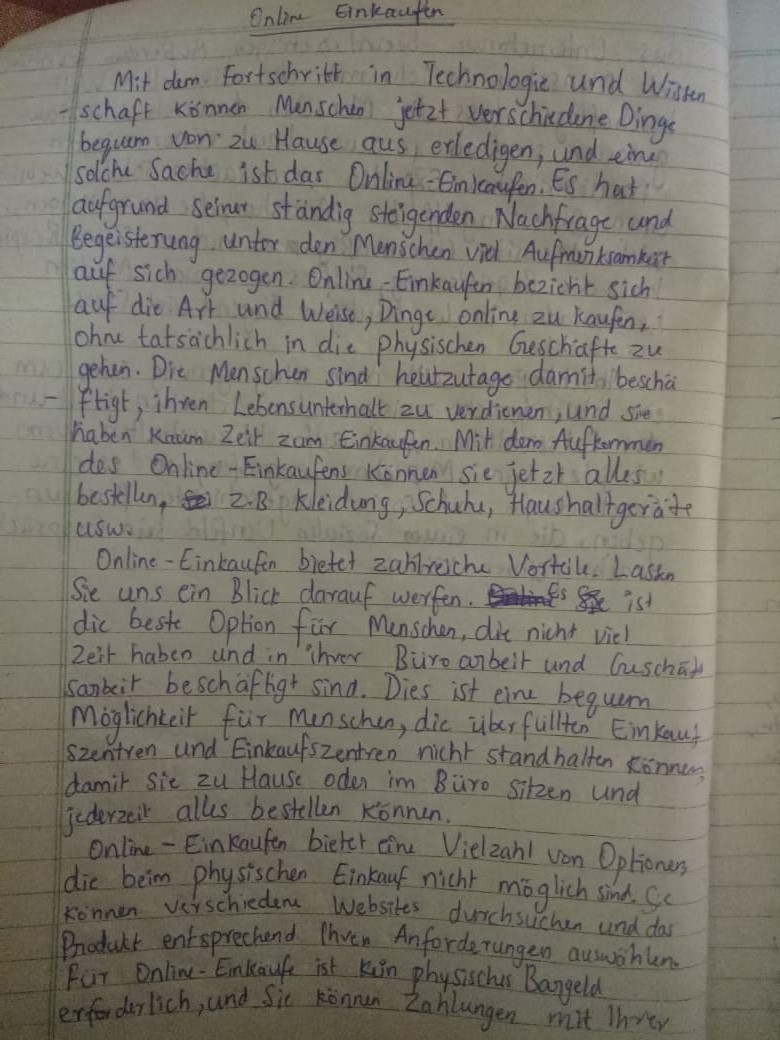 Online Einkaufen
Mit dem Fortschritt in Technologie und Wissen
-schaft können Menschen jetzt verschiedene Dinge
bequem von zu Hause aus erledigen, und eine
solche Sache ist das Online-Einkaufen. Es hat
aufgrund seiner ständig steigenden Nachfrage und
Begeisterung unter den Menschen viel Aufmerksamkeit
auf sich gezogen. Online-Einkaufen bezieht sich
auf die Art und Weise, Dinge online zu kaufen,
ohne tatsächlich in die physischen Geschäfte zu
gehen. Die Menschen sind heutzutage damit beschä
-ftigt, ihren Lebensunterhalt zu verdienen, und sie
haben kaum Zeit zum Einkaufen. Mit dem Aufkommen
des Online-Einkaufens können sie jetzt alles
bestellen, z.B Kleidung, Schuhe, Haushaltgeräte
usw.
Online-Einkaufen bietet zahlreiche Vorteile. Lassen
Sie uns ein Blick darauf werfen. Es ist
die beste Option für Menschen, die nicht viel
Zeit haben und in ihrer Büroarbeit und Geschäft
sarbeit beschäftigt sind. Dies ist eine bequem
Möglichkeit für Menschen, die überfüllten Einkauf
szentren und Einkaufszentren nicht standhalten können,
damit sie zu Hause oder im Büro sitzen und
jederzeit alles bestellen können.
Online-Einkaufen bietet eine Vielzahl von Optionen,
die beim physischen Einkauf nicht möglich sind. Sie
können verschiedene Websites durchsuchen und das
Produkt entsprechend Ihren Anforderungen auswählen.
Für Online-Einkaufe ist kein physisches Bargeld
erforderlich, und Sie können Zahlungen mit Ihrer